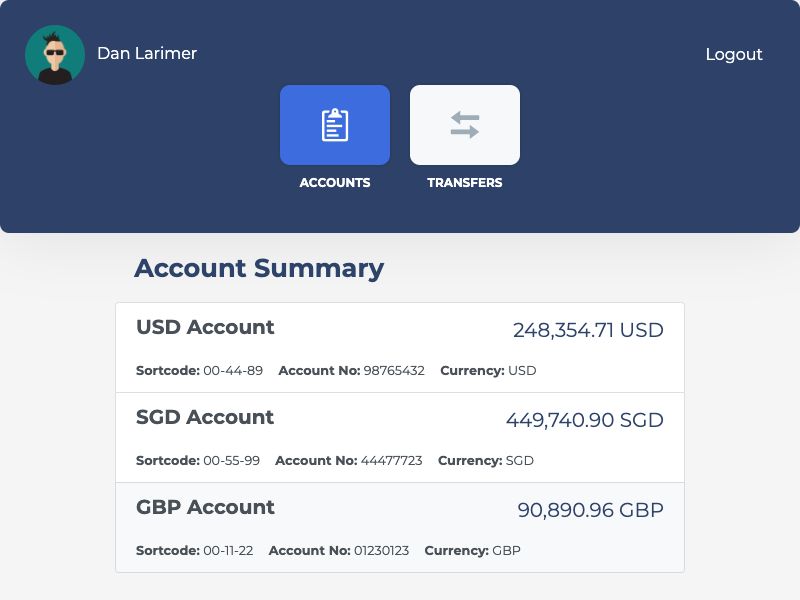 Dan Larimer
Logout
ACCOUNTS
TRANSFERS
Account Summary
USD Account
248,354.71 USD
Sortcode: 00-44-89 Account No: 98765432 Currency: USD
SGD Account
449,740.90 SGD
Sortcode: 00-55-99 Account No: 44477723 Currency: SGD
GBP Account
90,890.96 GBP
Sortcode: 00-11-22 Account No: 01230123 Currency: GBP